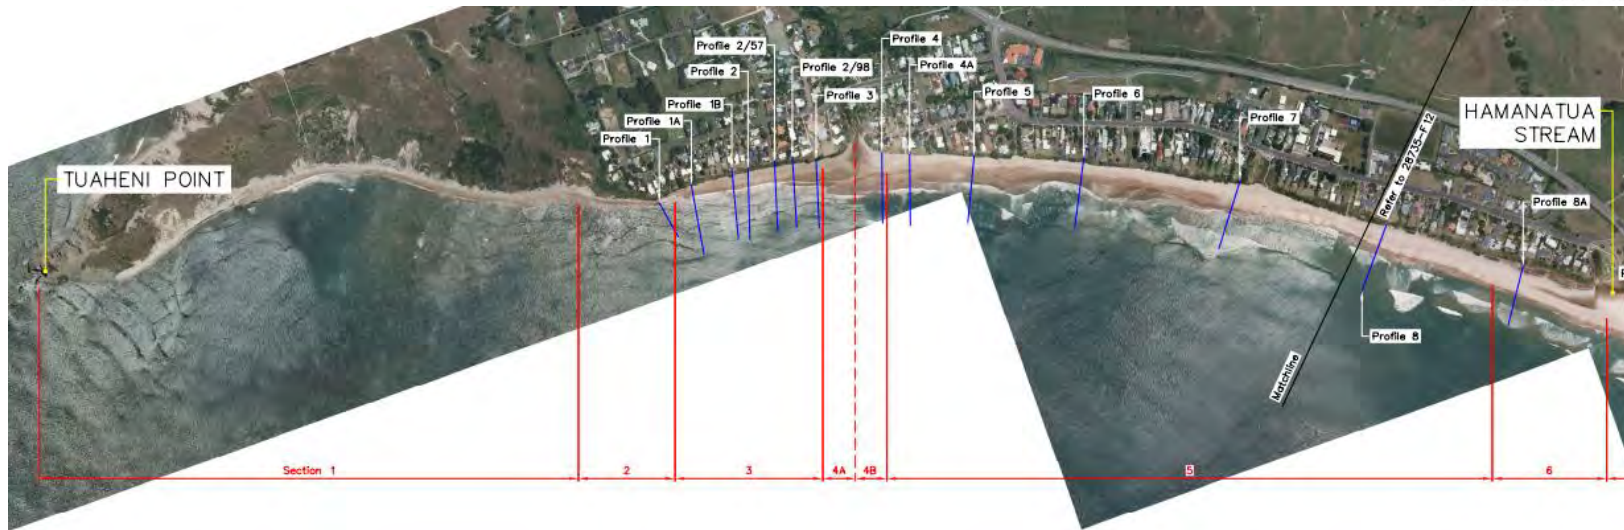 TUAHENI POINT
Profile 1
Profile 1A
Profile 1B
Profile 2
Profile 2/57
Profile 2/98
Profile 3
Profile 4
Profile 4A
Profile 5
Profile 6
Profile 7
Refer to 28735-F12
Matchline
Profile 8
Profile 8A
HAMANATUA
STREAM
Section 1
2
3
4A
4B
5
6